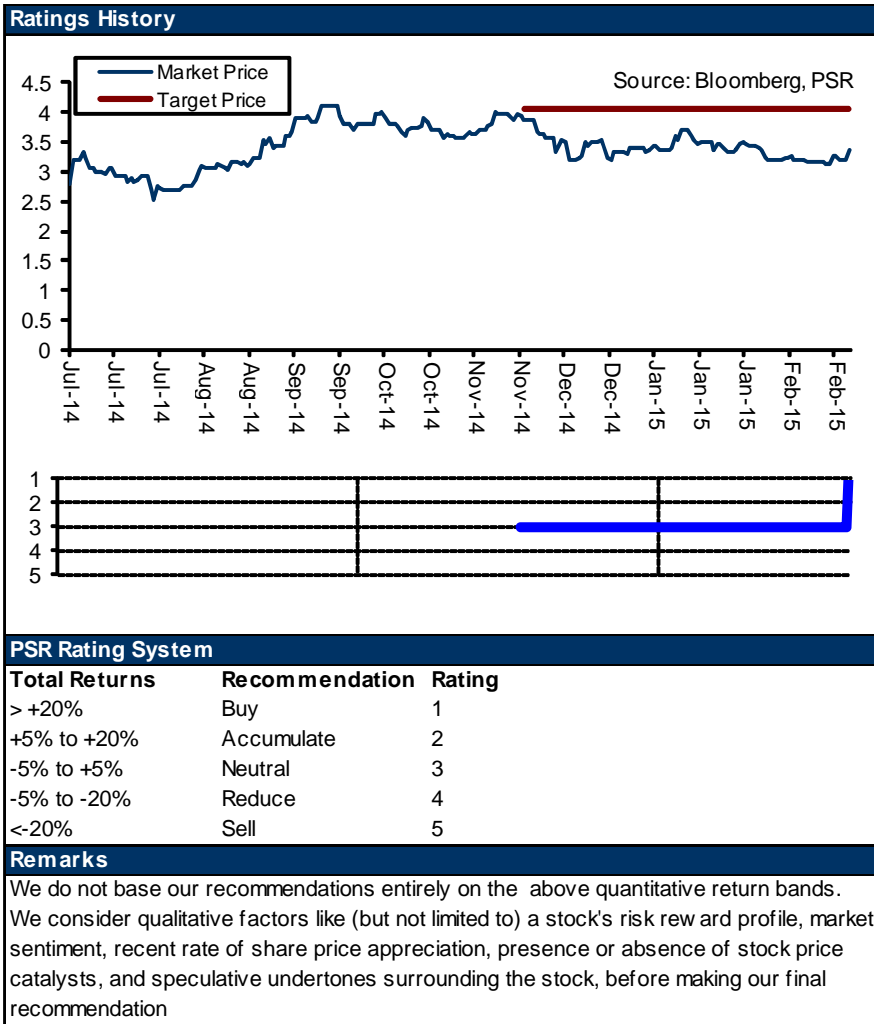 Ratings History
Market Price
Target Price
Source: Bloomberg, PSR
4.5
4
3.5
3
2.5
2
1.5
1
0.5
0
Jul-14
Jul-14
Jul-14
Aug-14
Aug-14
Sep-14
Sep-14
Oct-14
Oct-14
Nov-14
Nov-14
Dec-14
Dec-14
Jan-15
Jan-15
Jan-15
Feb-15
Feb-15
1
2
3
4
5
PSR Rating System
Total Returns Recommendation Rating
> +20% Buy 1
+5% to +20% Accumulate 2
-5% to +5% Neutral 3
-5% to -20% Reduce 4
<-20% Sell 5
Remarks
We do not base our recommendations entirely on the above quantitative return bands.
We consider qualitative factors like (but not limited to) a stock's risk reward profile, market
sentiment, recent rate of share price appreciation, presence or absence of stock price
catalysts, and speculative undertones surrounding the stock, before making our final
recommendation